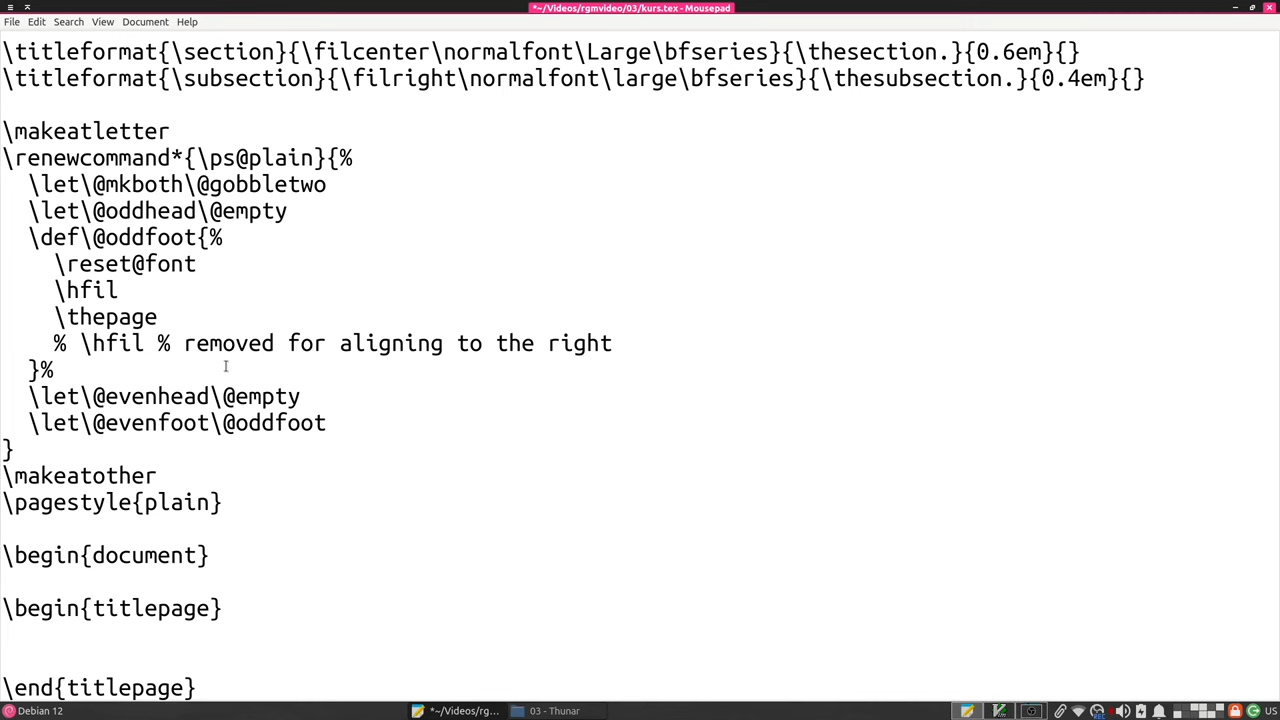 *~/Videos/rgmvideo/03/kurs.tex - Mousepad
File Edit Search View Document Help
\titleformat{\section}{\filcenter\normalfont\Large\bfseries}{\thesection.}{0.6em}{}
\titleformat{\subsection}{\filright\normalfont\large\bfseries}{\thesubsection.}{0.4em}{}
\makeatletter
\renewcommand*{\ps@plain}{%
\let\@mkboth\@gobbletwo
\let\@oddhead\@empty
\def\@oddfoot{%
\reset@font
\hfil
\thepage
% \hfil % removed for aligning to the right
}%
\let\@evenhead\@empty
\let\@evenfoot\@oddfoot
}
\makeatother
\pagestyle{plain}
\begin{document}
\begin{titlepage}
\end{titlepage}
Debian 12 *~/Videos/rg... 03 - Thunar US